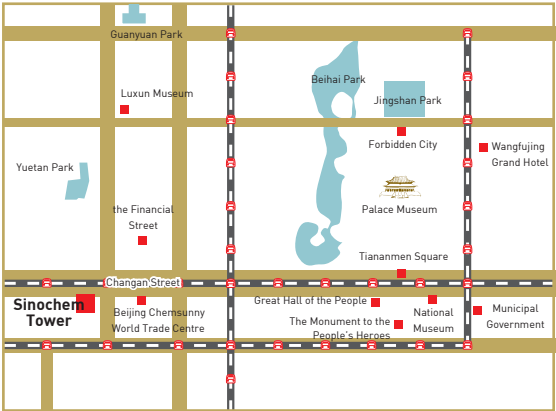 Guanyuan Park
Beihai Park
Luxun Museum
Jingshan Park
Forbidden City
Wangfujing
Grand Hotel
Yuetan Park
the Financial
Street
Palace Museum
Tiananmen Square
Changan Street
Sinochem
Tower
Beijing Chemsunny
World Trade Centre
Great Hall of the People
The Monument to the
People's Heroes
National
Museum
Municipal
Government